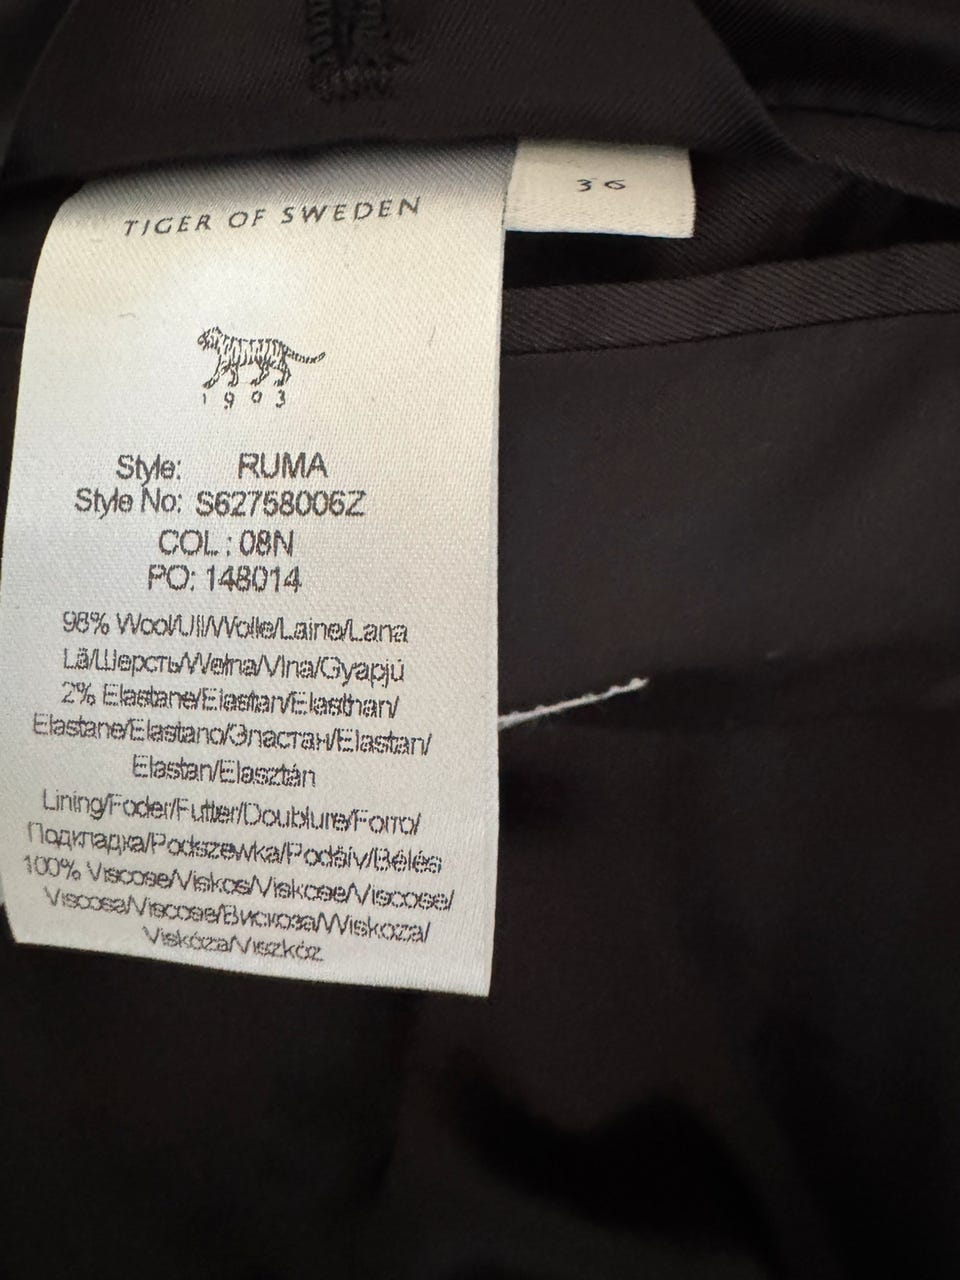 TIGER OF SWEDEN
36
1903
Style: RUMA
Style No: S62758006Z
COL : 08N
PO: 148014
98% Wool/Ull/Wolle/Laine/Lana
Lã/Шерсть/Wełna/Vlna/Gyapjú
2% Elastane/Elastan/Elasthan/
Elastane/Elastano/Эластан/Elastan/
Elastan/Elasztán
Lining/Foder/Futter/Doublure/Forro/
Подкладка/Podszewka/Podšív/Bélés
100% Viscose/Viskos/Viskose/Viscose/
Viscosa/Viscose/Вискоза/Wiskoza/
Viskóza/Viszkóz